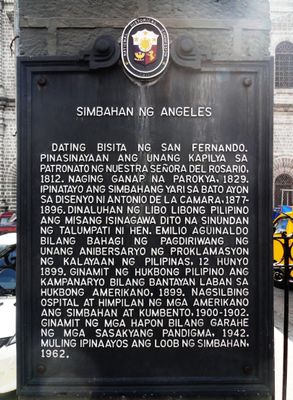 SIMBAHAN NG ANGELES
DATING BISITA NG SAN FERNANDO.
PINASINAYAAN ANG UNANG KAPILYA SA
PATRONATO NG NUESTRA SEÑORA DEL ROSARIO,
1812. NAGING GANAP NA PAROKYA, 1829.
IPINATAYO ANG SIMBAHANG YARI SA BATO AYON
SA DISENYO NI ANTONIO DE LA CAMARA, 1877-
1896. DINALUHAN NG LIBO LIBONG PILIPINO
ANG MISANG ISINAGAWA DITO NA SINUNDAN
NG TALUMPATI NI HEN. EMILIO AGUINALDO
BILANG BAHAGI NG PAGDIRIWANG NG
UNANG ANIBERSARYO NG PROKLAMASYON
NG KALAYAAN NG PILIPINAS, 12 HUNYO
1899. GINAMIT NG HUKBONG PILIPINO ANG
KAMPANARYO BILANG BANTAYAN LABAN SA
HUKBONG AMERIKANO, 1899. NAGSILBING
OSPITAL AT HIMPILAN NG MGA AMERIKANO
ANG SIMBAHAN AT KUMBENTO, 1900-1902.
GINAMIT NG MGA HAPON BILANG GARAHE
NG MGA SASAKYANG PANDIGMA, 1942.
MULING IPINAAYOS ANG LOOB NG SIMBAHAN,
1962.